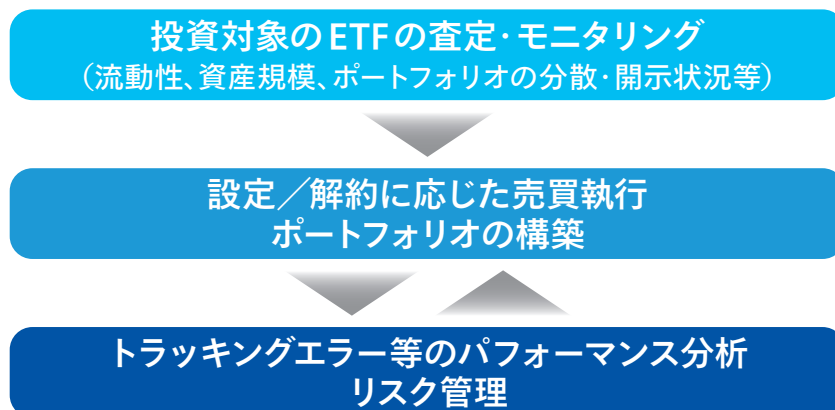 投資対象のETFの査定・モニタリング
（流動性、資産規模、ポートフォリオの分散・開示状況等）
設定／解約に応じた売買執行
ポートフォリオの構築
トラッキングエラー等のパフォーマンス分析
リスク管理